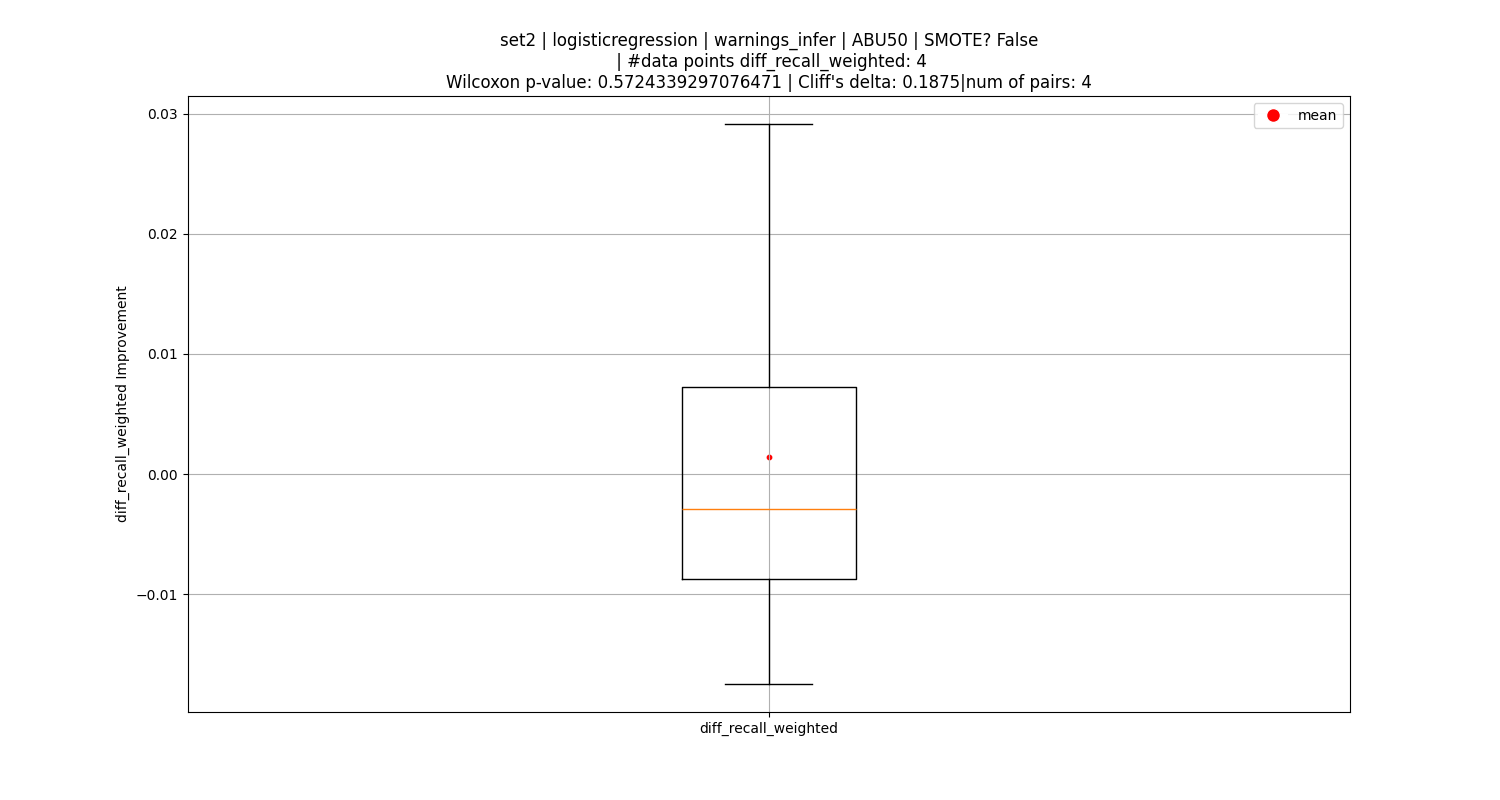 set2 | logisticregression | warnings_infer | ABU50 | SMOTE? False
| #data points diff_recall_weighted: 4
Wilcoxon p-value: 0.5724339297076471 | Cliff's delta: 0.1875|num of pairs: 4
mean
0.03
0.02
0.01
0.00
−0.01
diff_recall_weighted Improvement
diff_recall_weighted